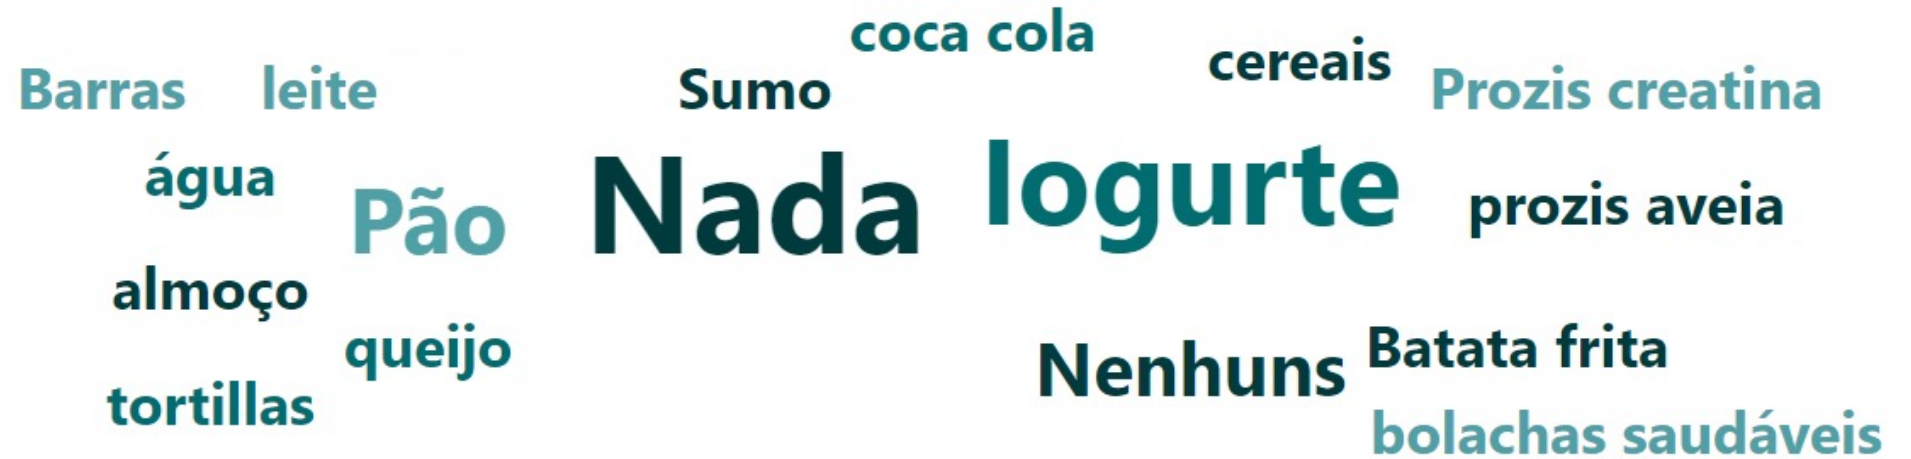 coca cola
cereais
Barras
leite
Sumo
Prozis creatina
água
Pão
Nada
Iogurte
prozis aveia
almoço
queijo
Nenhuns
Batata frita
tortillas
bolachas saudáveis